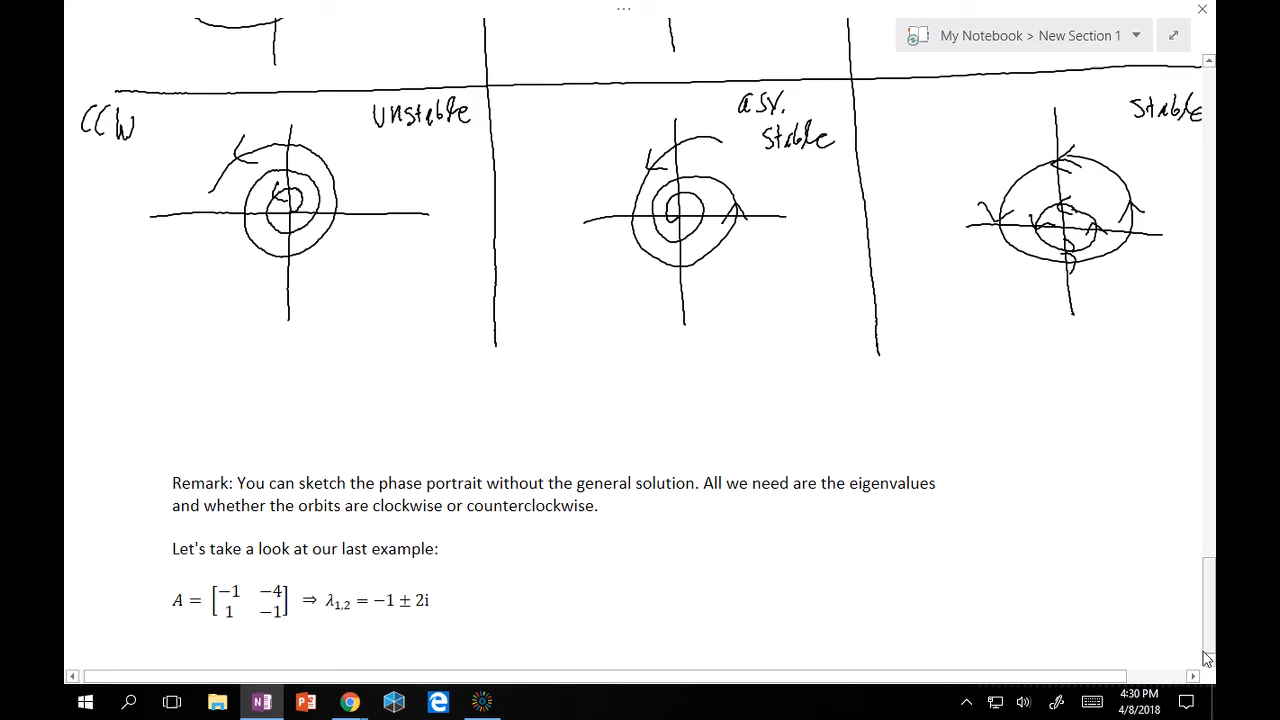 ...
My Notebook > New Section 1
CCW
unstable
asy.
stable
stable
Remark: You can sketch the phase portrait without the general solution. All we need are the eigenvalues
and whether the orbits are clockwise or counterclockwise.
Let's take a look at our last example:
A = [−1 −4
1 −1] ⇒ λ1,2 = −1 ± 2i
4:30 PM
4/8/2018